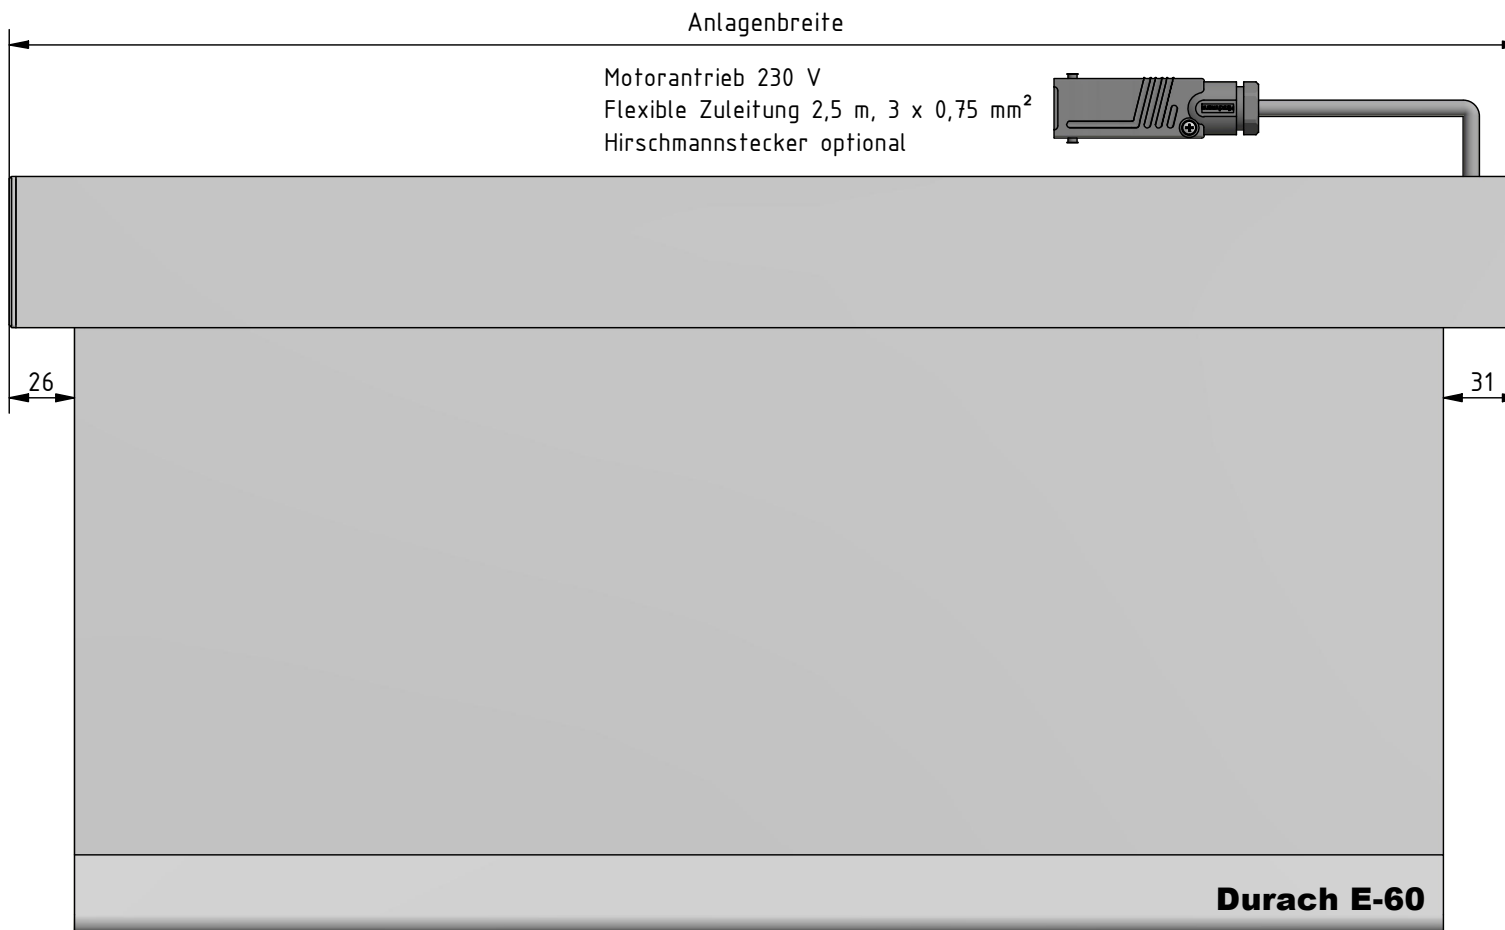 Anlagenbreite
Motorantrieb 230 V
Flexible Zuleitung 2,5 m, 3 x 0,75 mm²
Hirschmannstecker optional
26
31
Durach E-60